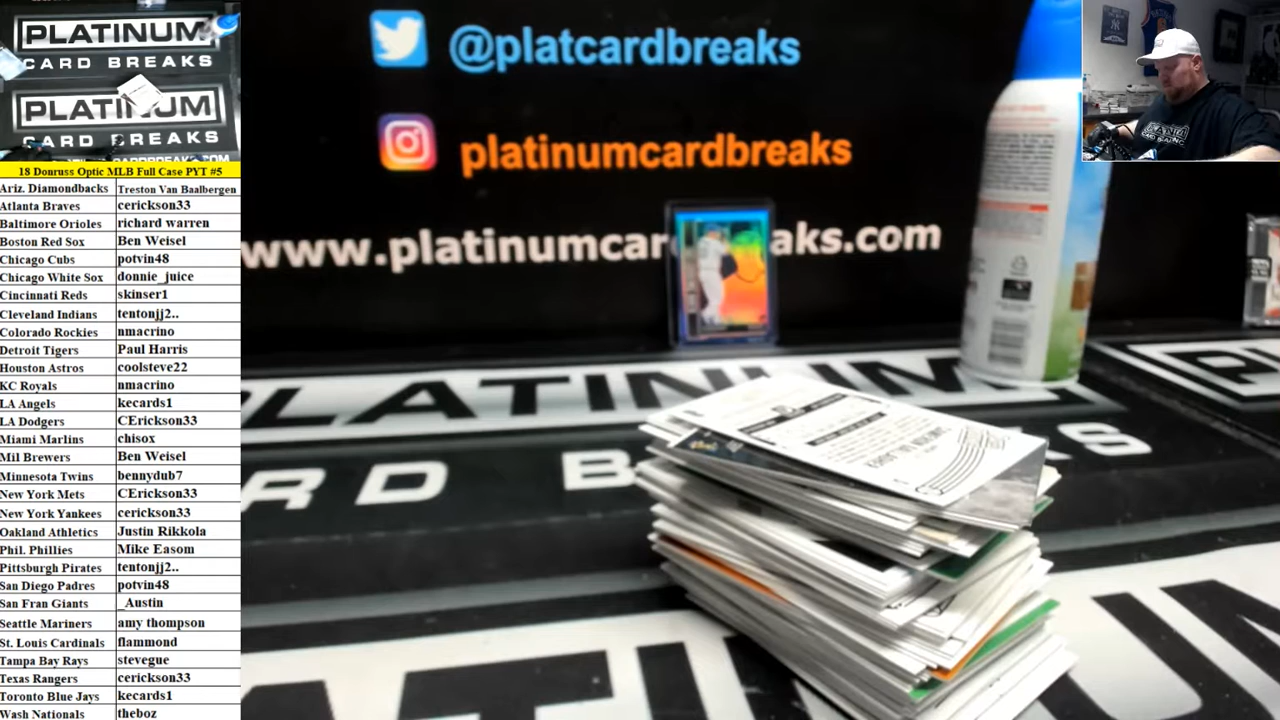 PLATINUM
CARD BREAKS
PLATINUM
CARD BREAKS
18 Donruss Optic MLB Full Case PYT #5
Ariz. Diamondbacks Treston Van Baalbergen
Atlanta Braves cerickson33
Baltimore Orioles richard warren
Boston Red Sox Ben Weisel
Chicago Cubs potvin48
Chicago White Sox donnie_juice
Cincinnati Reds skinser1
Cleveland Indians tentonjj2..
Colorado Rockies nmacrino
Detroit Tigers Paul Harris
Houston Astros coolsteve22
KC Royals nmacrino
LA Angels kecards1
LA Dodgers CErickson33
Miami Marlins chisox
Mil Brewers Ben Weisel
Minnesota Twins bennydub7
New York Mets CErickson33
New York Yankees cerickson33
Oakland Athletics Justin Rikkola
Phil. Phillies Mike Easom
Pittsburgh Pirates tentonjj2..
San Diego Padres potvin48
San Fran Giants _Austin
Seattle Mariners amy thompson
St. Louis Cardinals flammond
Tampa Bay Rays stevegue
Texas Rangers cerickson33
Toronto Blue Jays kecards1
Wash Nationals theboz
@platcardbreaks
platinumcardbreaks
www.platinumcar aks.com
PLATINUM
RD B KS